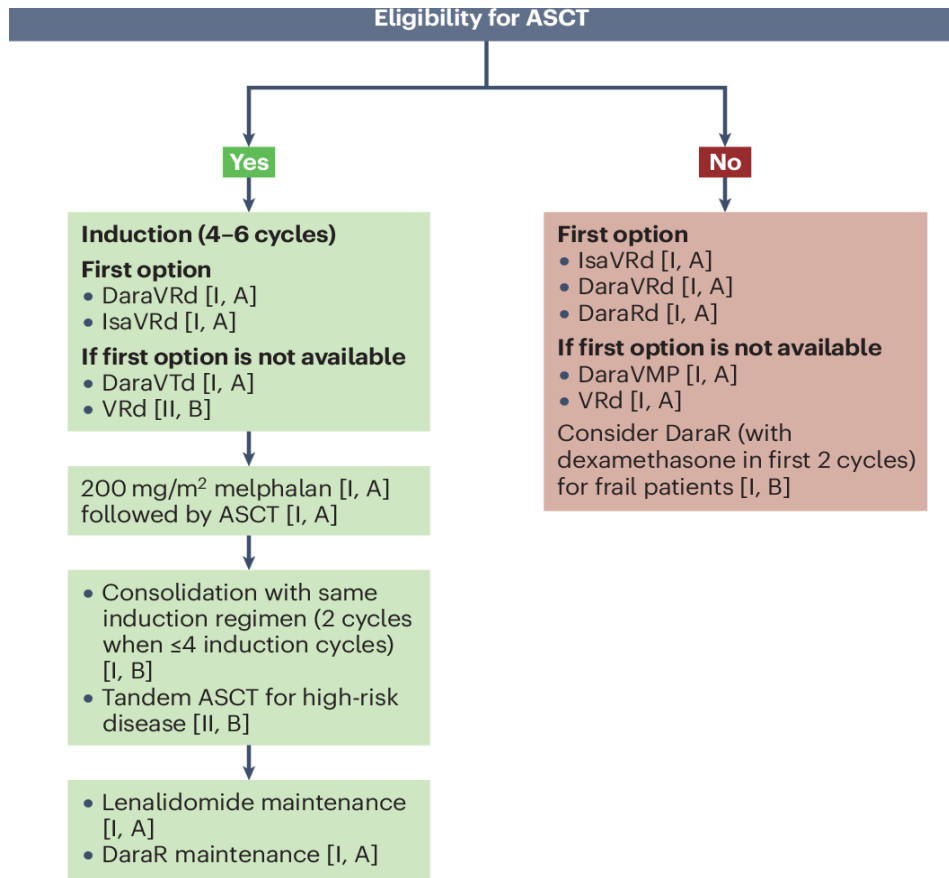 Eligibility for ASCT
Yes
Induction (4–6 cycles)
First option
• DaraVRd [I, A]
• IsaVRd [I, A]
If first option is not available
• DaraVTd [I, A]
• VRd [II, B]
200 mg/m² melphalan [I, A]
followed by ASCT [I, A]
• Consolidation with same
induction regimen (2 cycles
when ≤4 induction cycles)
[I, B]
• Tandem ASCT for high-risk
disease [II, B]
• Lenalidomide maintenance
[I, A]
• DaraR maintenance [I, A]
No
First option
• IsaVRd [I, A]
• DaraVRd [I, A]
• DaraRd [I, A]
If first option is not available
• DaraVMP [I, A]
• VRd [I, A]
Consider DaraR (with
dexamethasone in first 2 cycles)
for frail patients [I, B]